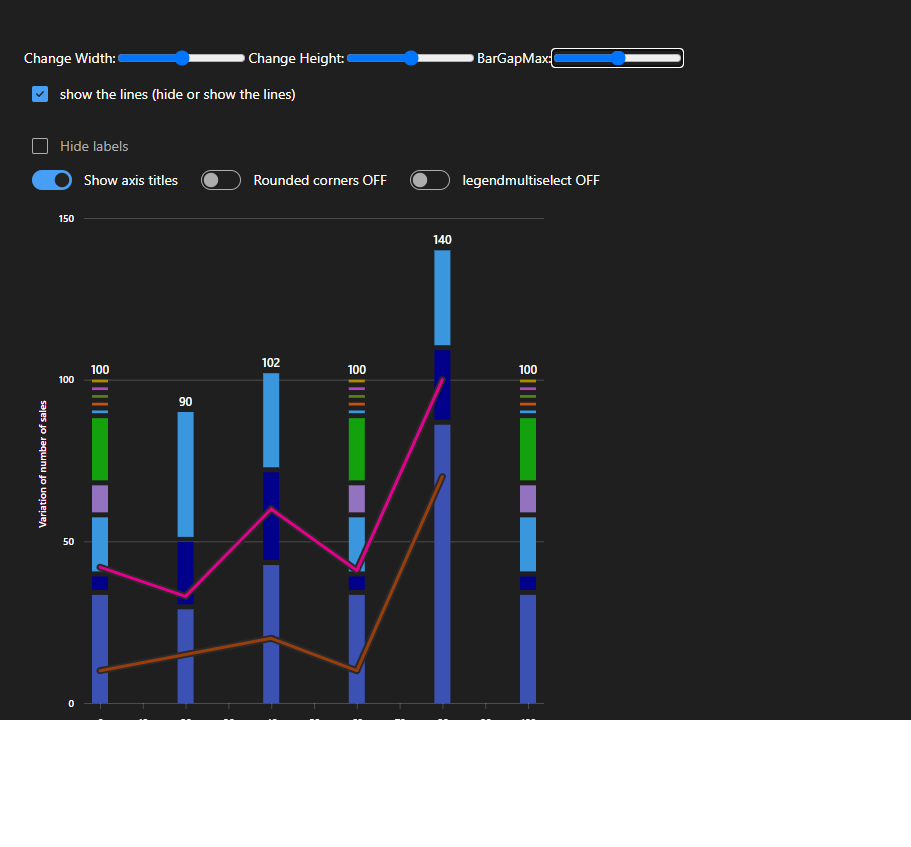 Change Width: Change Height: BarGapMax:
show the lines (hide or show the lines)
Hide labels
Show axis titles Rounded corners OFF legendmultiselect OFF
150
140
102
100 100 100
100
90
Variation of number of sales
50
0